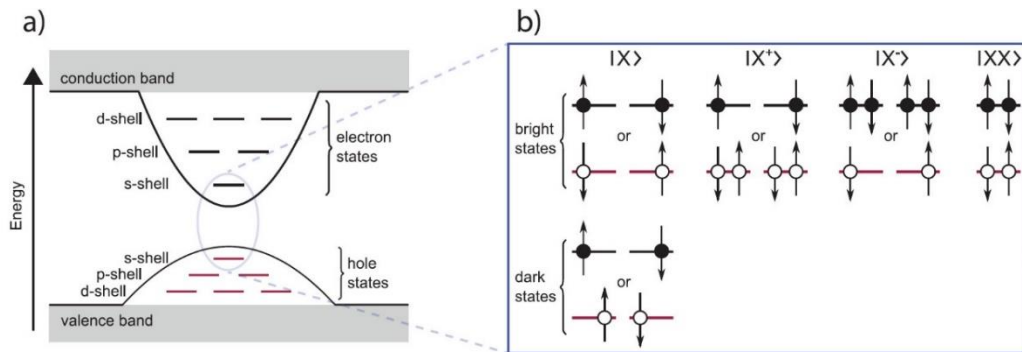 a)
Energy
conduction band
d-shell
p-shell
s-shell
electron
states
s-shell
p-shell
d-shell
hole
states
valence band
b)
|X⟩ |X⁺⟩ |X⁻⟩ |XX⟩
bright
states
or or or
dark
states
or